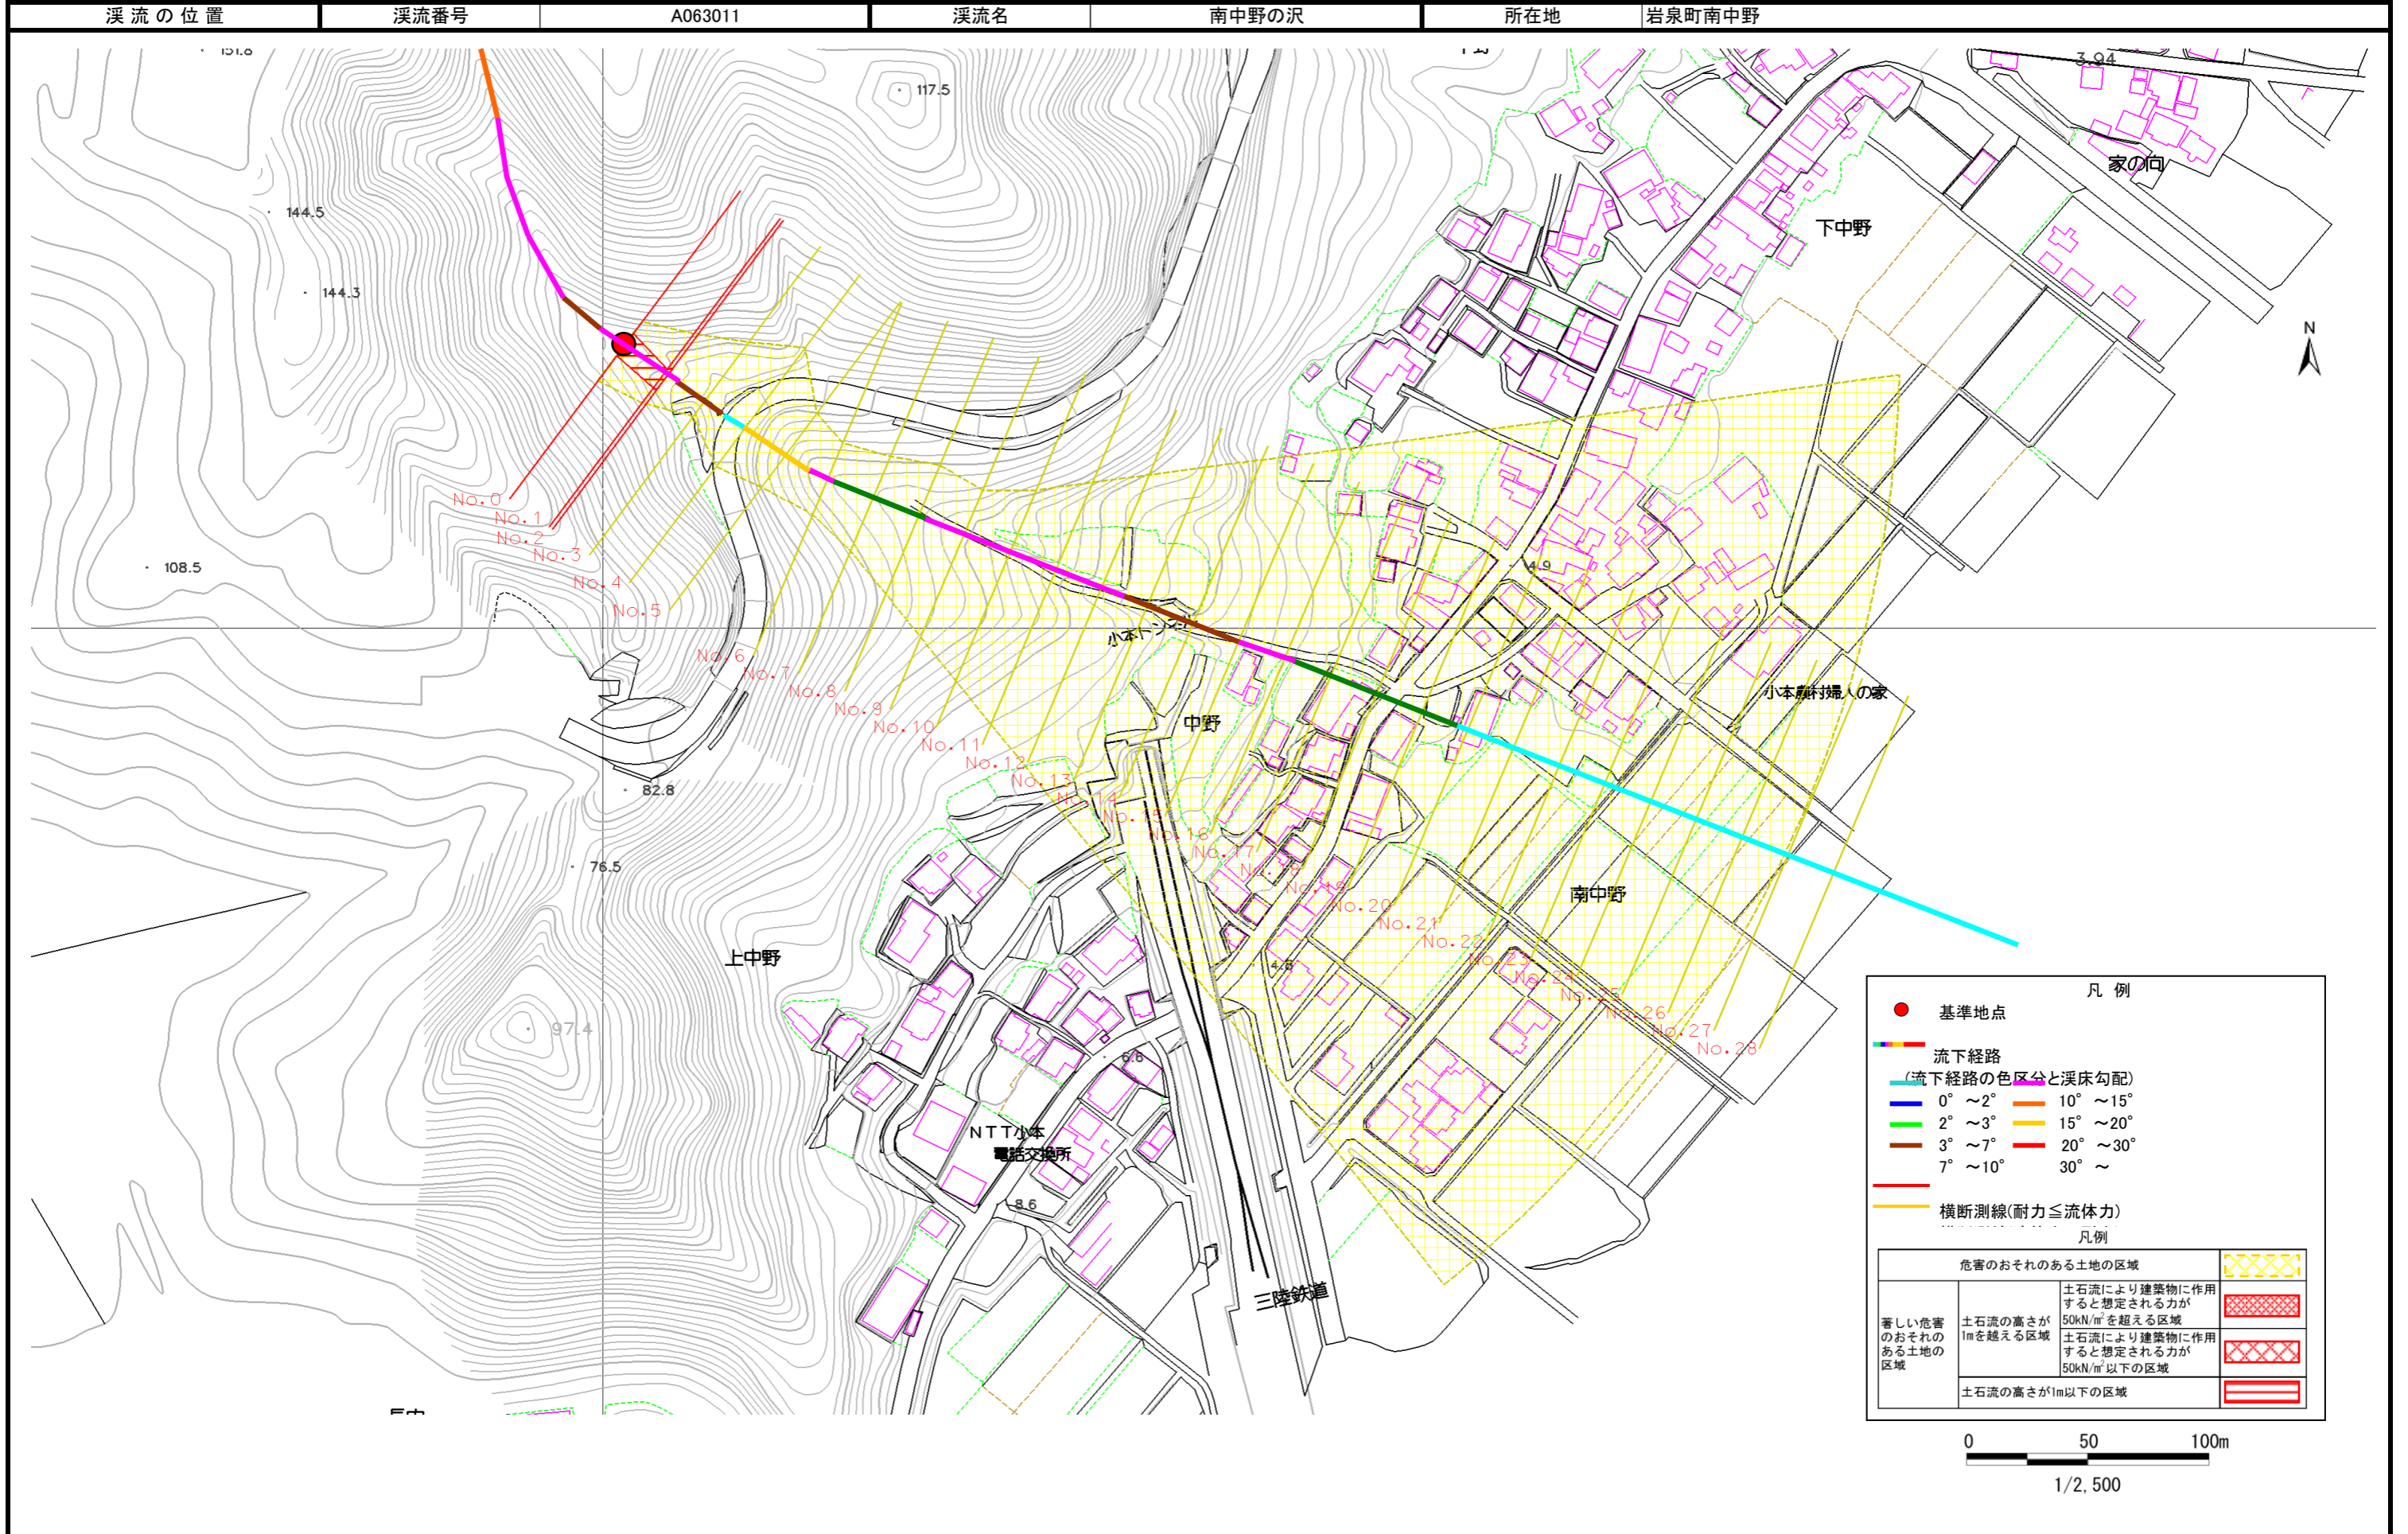 渓流の位置 渓流番号 A063011 渓流名 南中野の沢 所在地 岩泉町南中野
151.8
117.5
3.94
家の向
144.5
下中野
144.3
N
No.0
No.1
No.2
No.3
108.5
4.9
No.4
No.5
小本トンネル
No.6
No.7
No.8
小本農村婦人の家
No.9
中野
No.10
No.11
No.12
No.13
82.8
No.14
No.15
No.16
No.17
76.5
No.18
No.19
南中野
No.20
No.21
No.22
上中野
No.23
4.8
No.24
No.25
No.26
97.4
No.27
No.28
6.6
NTT小本
電話交換所
8.6
三陸鉄道
凡 例
基準地点
流下経路
(流下経路の色区分と渓床勾配)
0° ~2° 10° ~15°
2° ~3° 15° ~20°
3° ~7° 20° ~30°
7° ~10° 30° ~
横断測線(耐力≦流体力)
凡例
危害のおそれのある土地の区域
著しい危害
のおそれの
ある土地の
区域
土石流の高さが
1mを越える区域
土石流により建築物に作用
すると想定される力が
50kN/㎡を超える区域
土石流により建築物に作用
すると想定される力が
50kN/㎡以下の区域
土石流の高さが1m以下の区域
0 50 100m
1/2,500